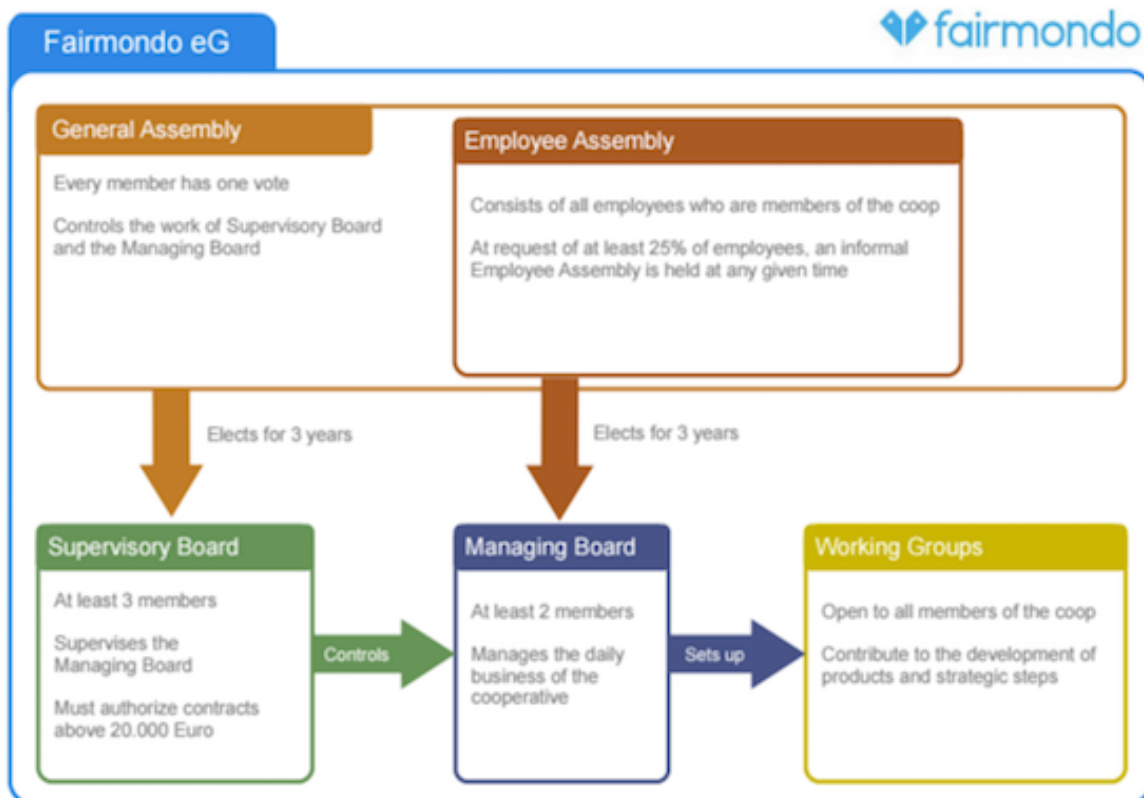 Fairmondo eG
fairmondo
General Assembly
Every member has one vote
Controls the work of Supervisory Board
and the Managing Board
Employee Assembly
Consists of all employees who are members of the coop
At request of at least 25% of employees, an informal
Employee Assembly is held at any given time
Elects for 3 years
Elects for 3 years
Supervisory Board
At least 3 members
Supervises the
Managing Board
Must authorize contracts
above 20.000 Euro
Controls
Managing Board
At least 2 members
Manages the daily
business of the
cooperative
Sets up
Working Groups
Open to all members of the coop
Contribute to the development of
products and strategic steps